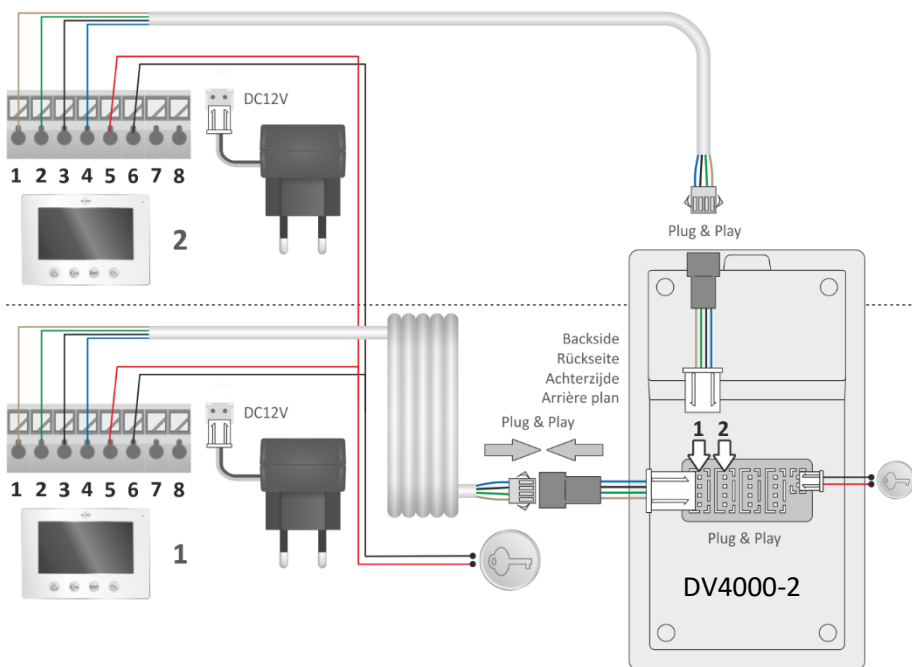 DC12V
1 2 3 4 5 6 7 8
2
Plug & Play
Backside
Rückseite
Achterzijde
Arrière plan
Plug & Play
DC12V
1 2 3 4 5 6 7 8
1
1 2
Plug & Play
DV4000-2